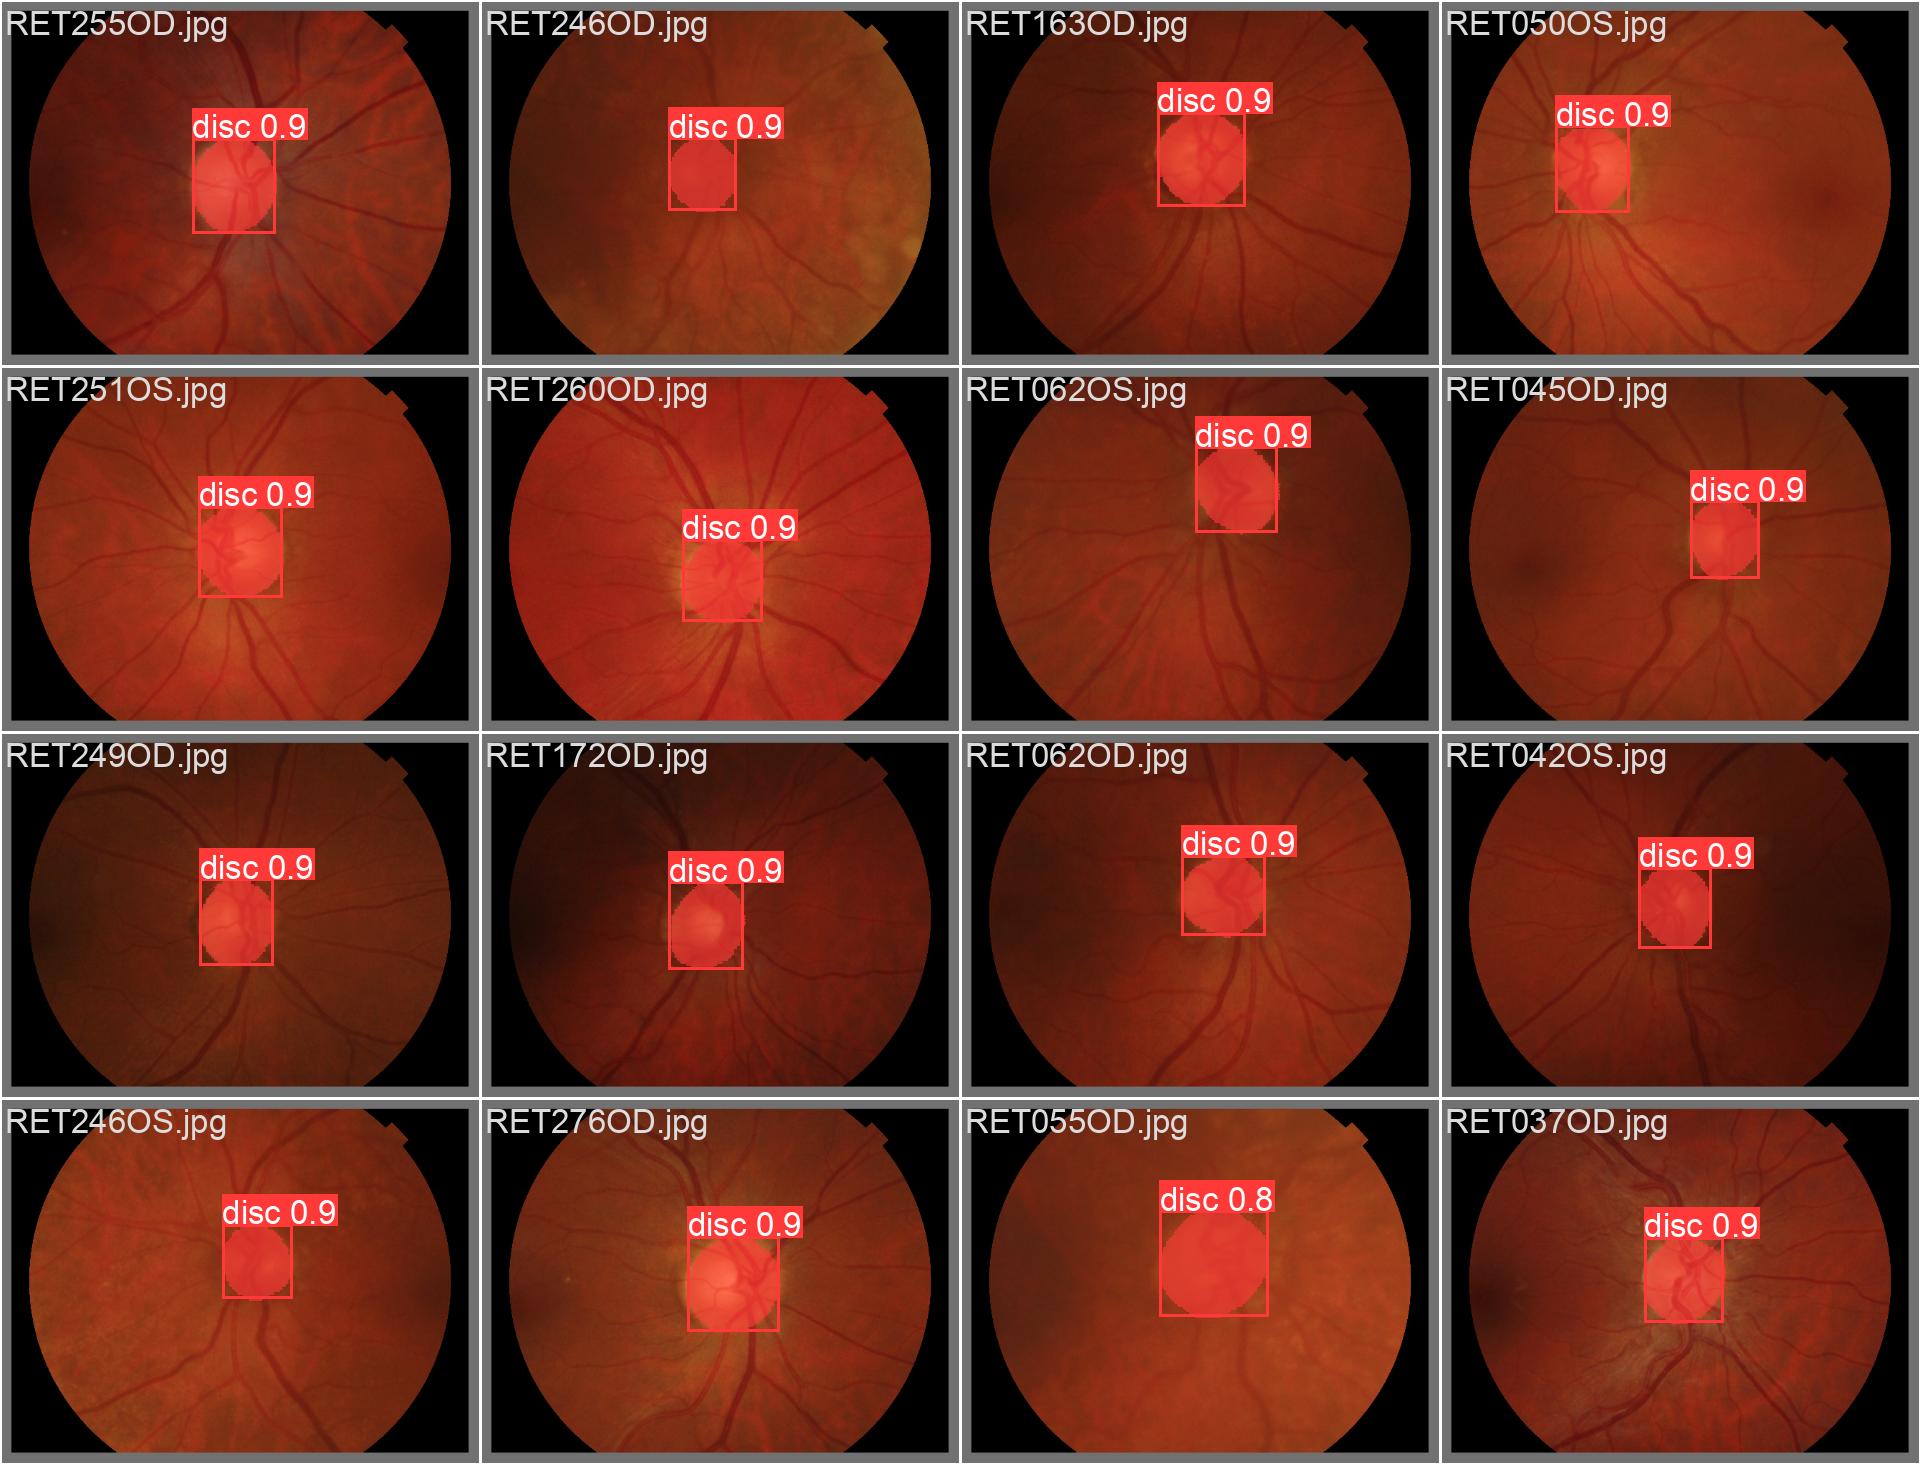 RET255OD.jpg
disc 0.9
RET246OD.jpg
disc 0.9
RET163OD.jpg
disc 0.9
RET050OS.jpg
disc 0.9
RET251OS.jpg
disc 0.9
RET260OD.jpg
disc 0.9
RET062OS.jpg
disc 0.9
RET045OD.jpg
disc 0.9
RET249OD.jpg
disc 0.9
RET172OD.jpg
disc 0.9
RET062OD.jpg
disc 0.9
RET042OS.jpg
disc 0.9
RET246OS.jpg
disc 0.9
RET276OD.jpg
disc 0.9
RET055OD.jpg
disc 0.8
RET037OD.jpg
disc 0.9